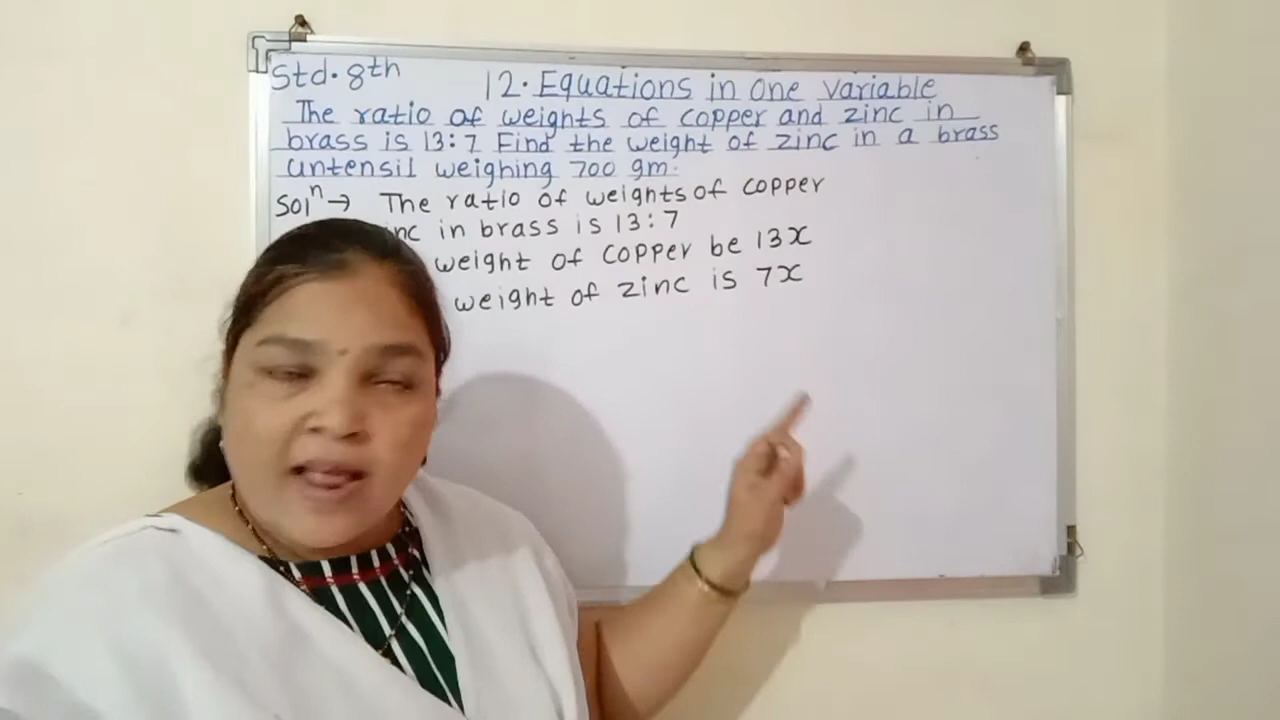 Std. 8th 12. Equations in one variable
The ratio of weights of copper and zinc in
brass is 13:7 Find the weight of zinc in a brass
untensil weighing 700 gm.
Solⁿ→ The ratio of weights of copper
inc in brass is 13:7
weight of copper be 13x
weight of zinc is 7x